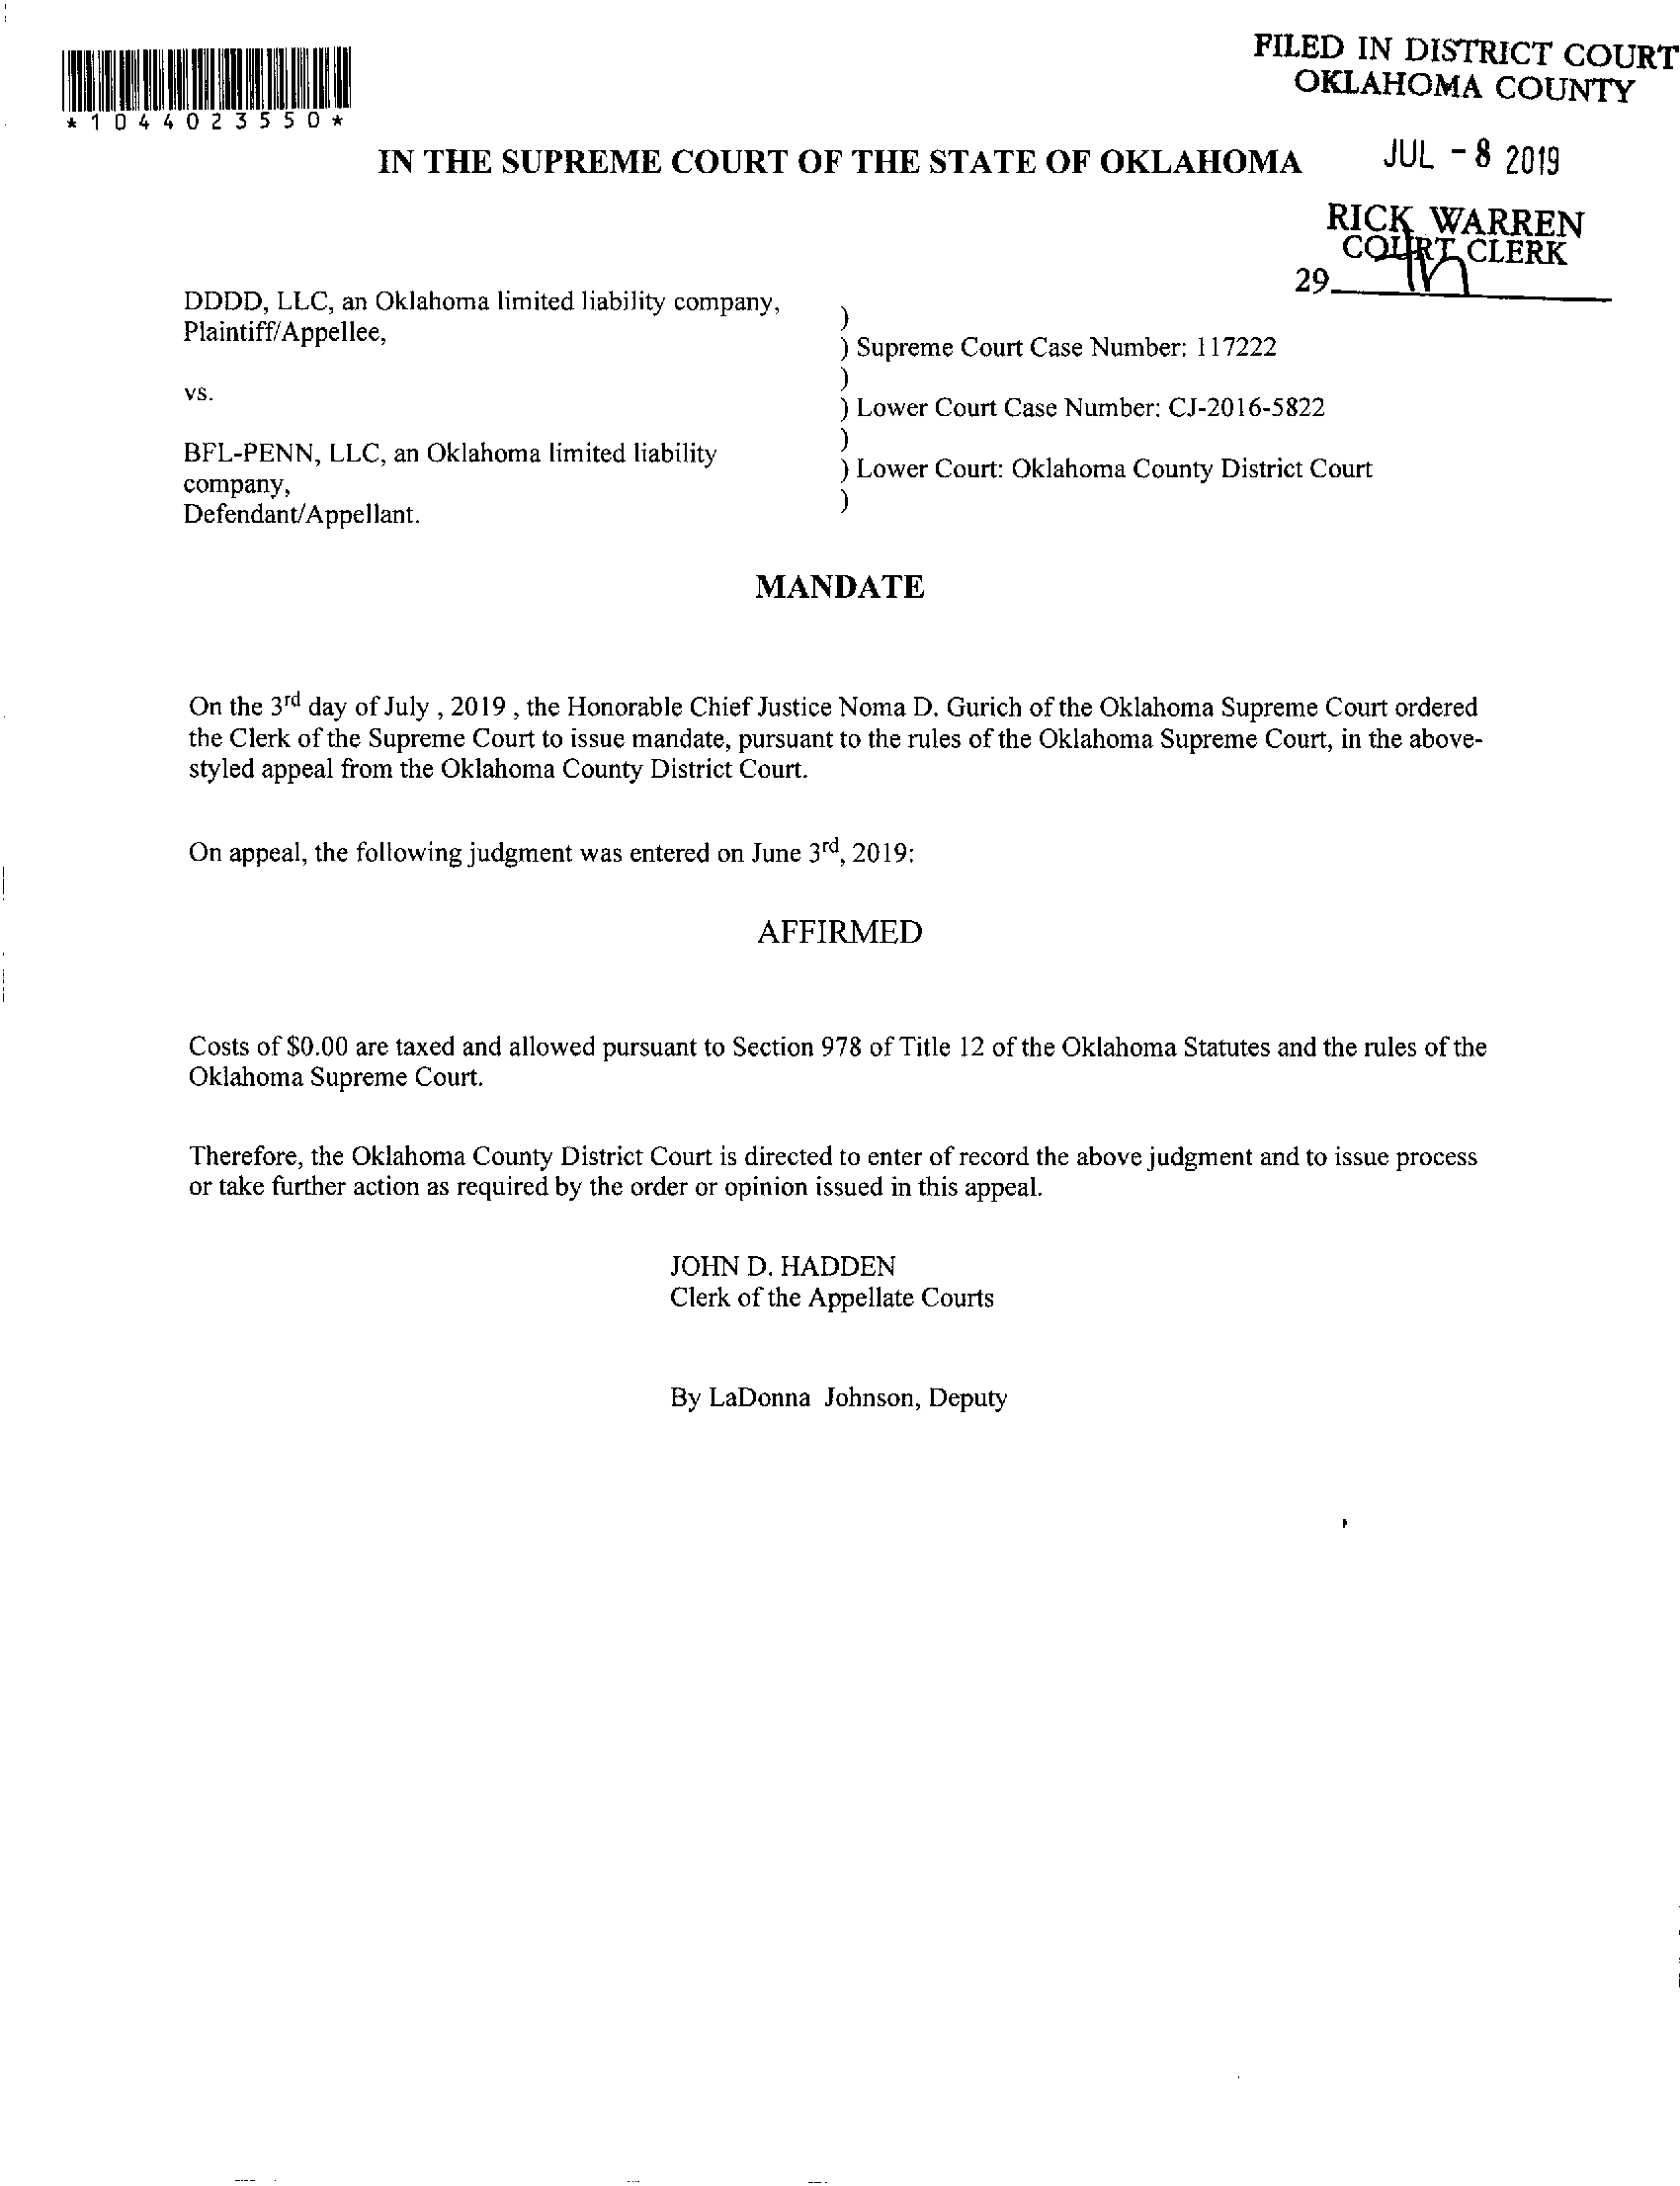 FILED IN DISTRICT COURT
OKLAHOMA COUNTY
*1044023550*
IN THE SUPREME COURT OF THE STATE OF OKLAHOMA
JUL - 8 2019
RICK WARREN
COURT CLERK
29
DDDD, LLC, an Oklahoma limited liability company,
Plaintiff/Appellee,
vs.
BFL-PENN, LLC, an Oklahoma limited liability
company,
Defendant/Appellant.
)
) Supreme Court Case Number: 117222
)
) Lower Court Case Number: CJ-2016-5822
)
) Lower Court: Oklahoma County District Court
)
MANDATE
On the 3rd day of July , 2019 , the Honorable Chief Justice Noma D. Gurich of the Oklahoma Supreme Court ordered
the Clerk of the Supreme Court to issue mandate, pursuant to the rules of the Oklahoma Supreme Court, in the above-
styled appeal from the Oklahoma County District Court.
On appeal, the following judgment was entered on June 3rd, 2019:
AFFIRMED
Costs of $0.00 are taxed and allowed pursuant to Section 978 of Title 12 of the Oklahoma Statutes and the rules of the
Oklahoma Supreme Court.
Therefore, the Oklahoma County District Court is directed to enter of record the above judgment and to issue process
or take further action as required by the order or opinion issued in this appeal.
JOHN D. HADDEN
Clerk of the Appellate Courts
By LaDonna Johnson, Deputy